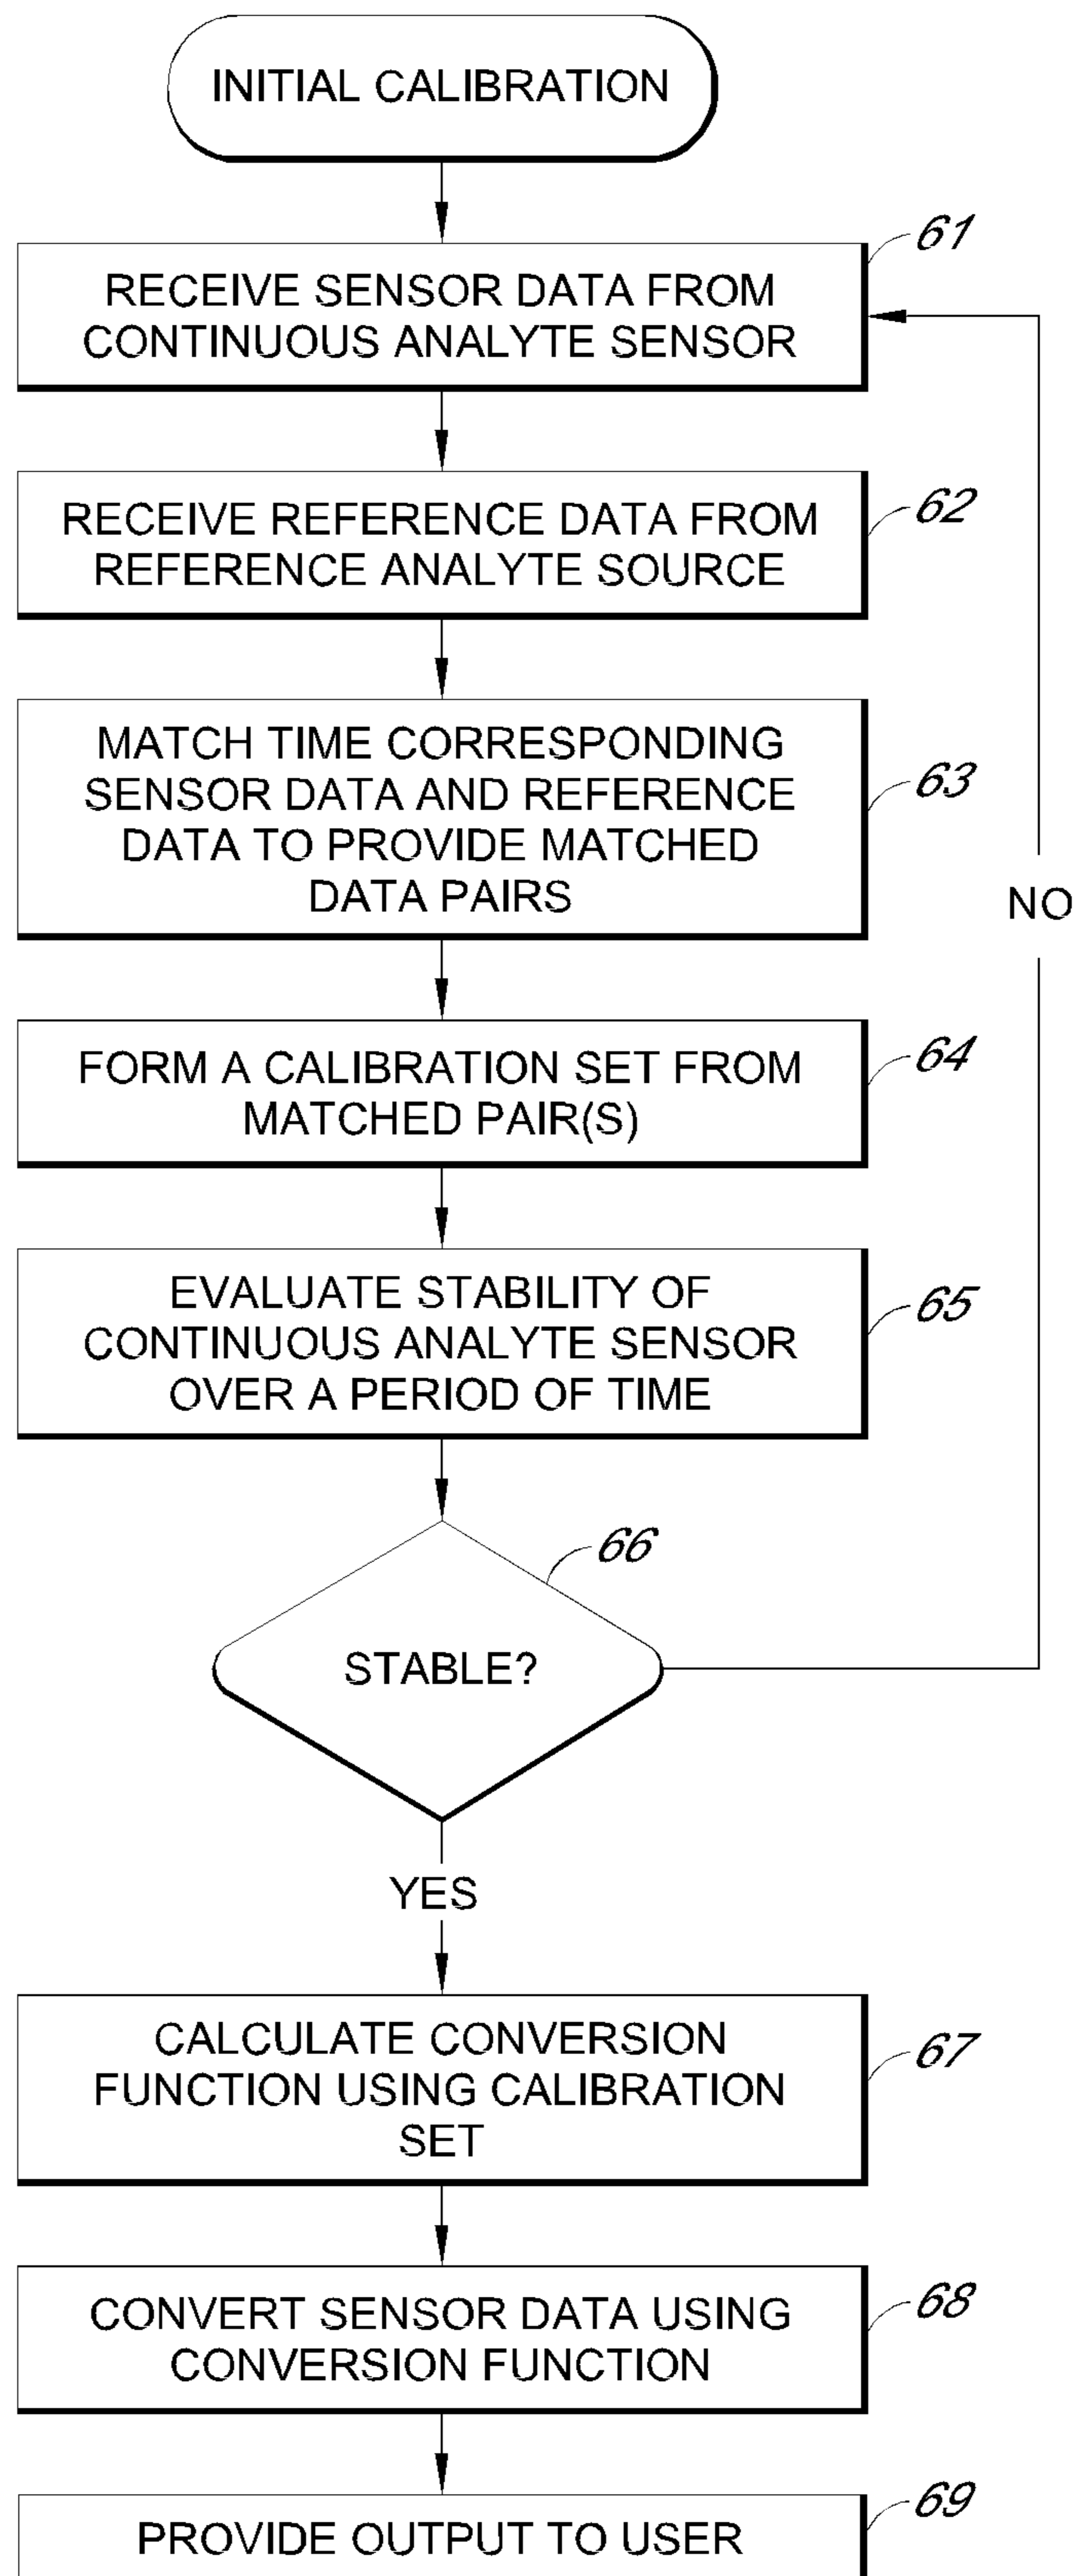 INITIAL CALIBRATION
61
RECEIVE SENSOR DATA FROM
CONTINUOUS ANALYTE SENSOR
62
RECEIVE REFERENCE DATA FROM
REFERENCE ANALYTE SOURCE
63
MATCH TIME CORRESPONDING
SENSOR DATA AND REFERENCE
DATA TO PROVIDE MATCHED
DATA PAIRS
NO
64
FORM A CALIBRATION SET FROM
MATCHED PAIR(S)
65
EVALUATE STABILITY OF
CONTINUOUS ANALYTE SENSOR
OVER A PERIOD OF TIME
66
STABLE?
YES
67
CALCULATE CONVERSION
FUNCTION USING CALIBRATION
SET
68
CONVERT SENSOR DATA USING
CONVERSION FUNCTION
69
PROVIDE OUTPUT TO USER